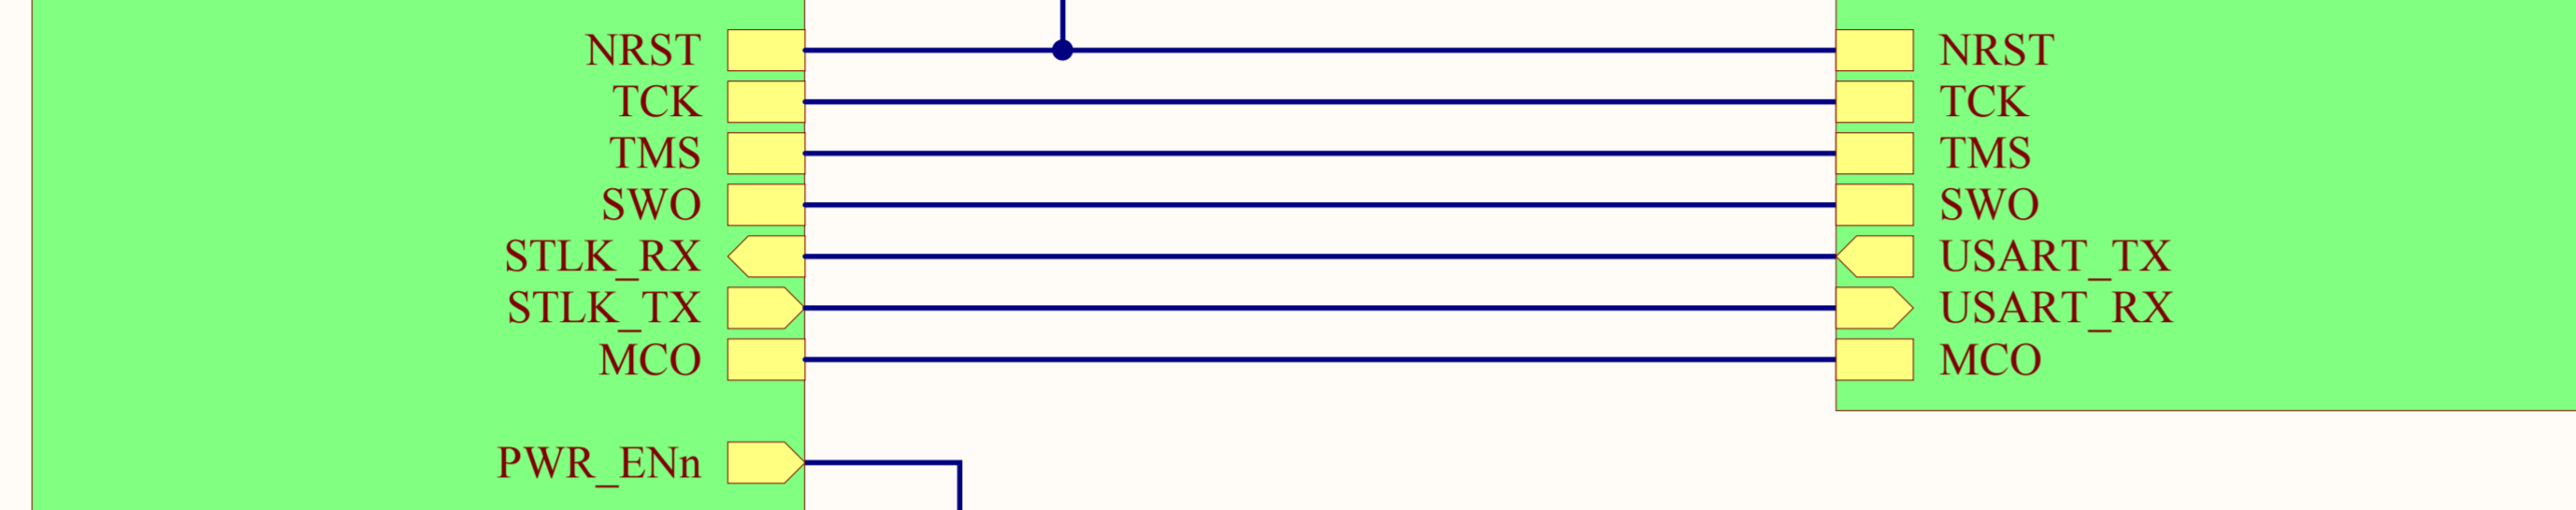 NRST NRST
TCK TCK
TMS TMS
SWO SWO
STLK_RX USART_TX
STLK_TX USART_RX
MCO MCO
PWR_ENn